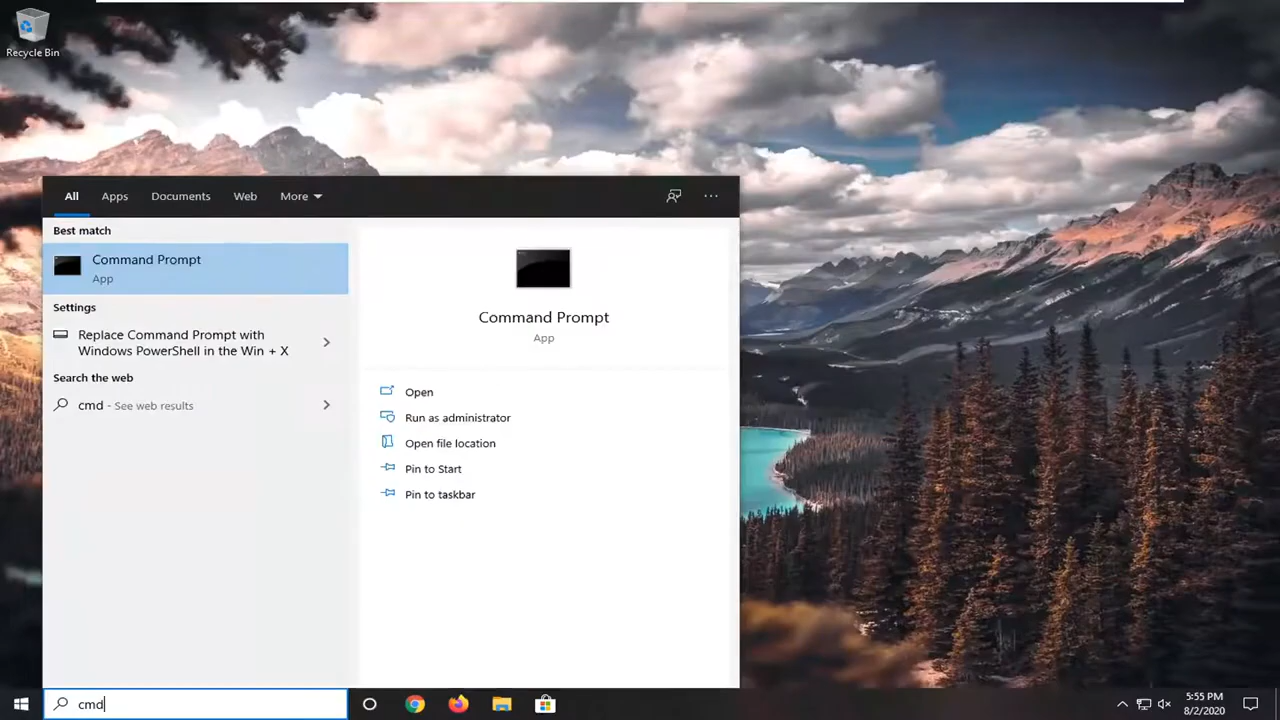 Recycle Bin
All Apps Documents Web More
Best match
Command Prompt
App
Settings
Replace Command Prompt with
Windows PowerShell in the Win + X
Search the web
cmd - See web results
Command Prompt
App
Open
Run as administrator
Open file location
Pin to Start
Pin to taskbar
cmd
5:55 PM
8/2/2020